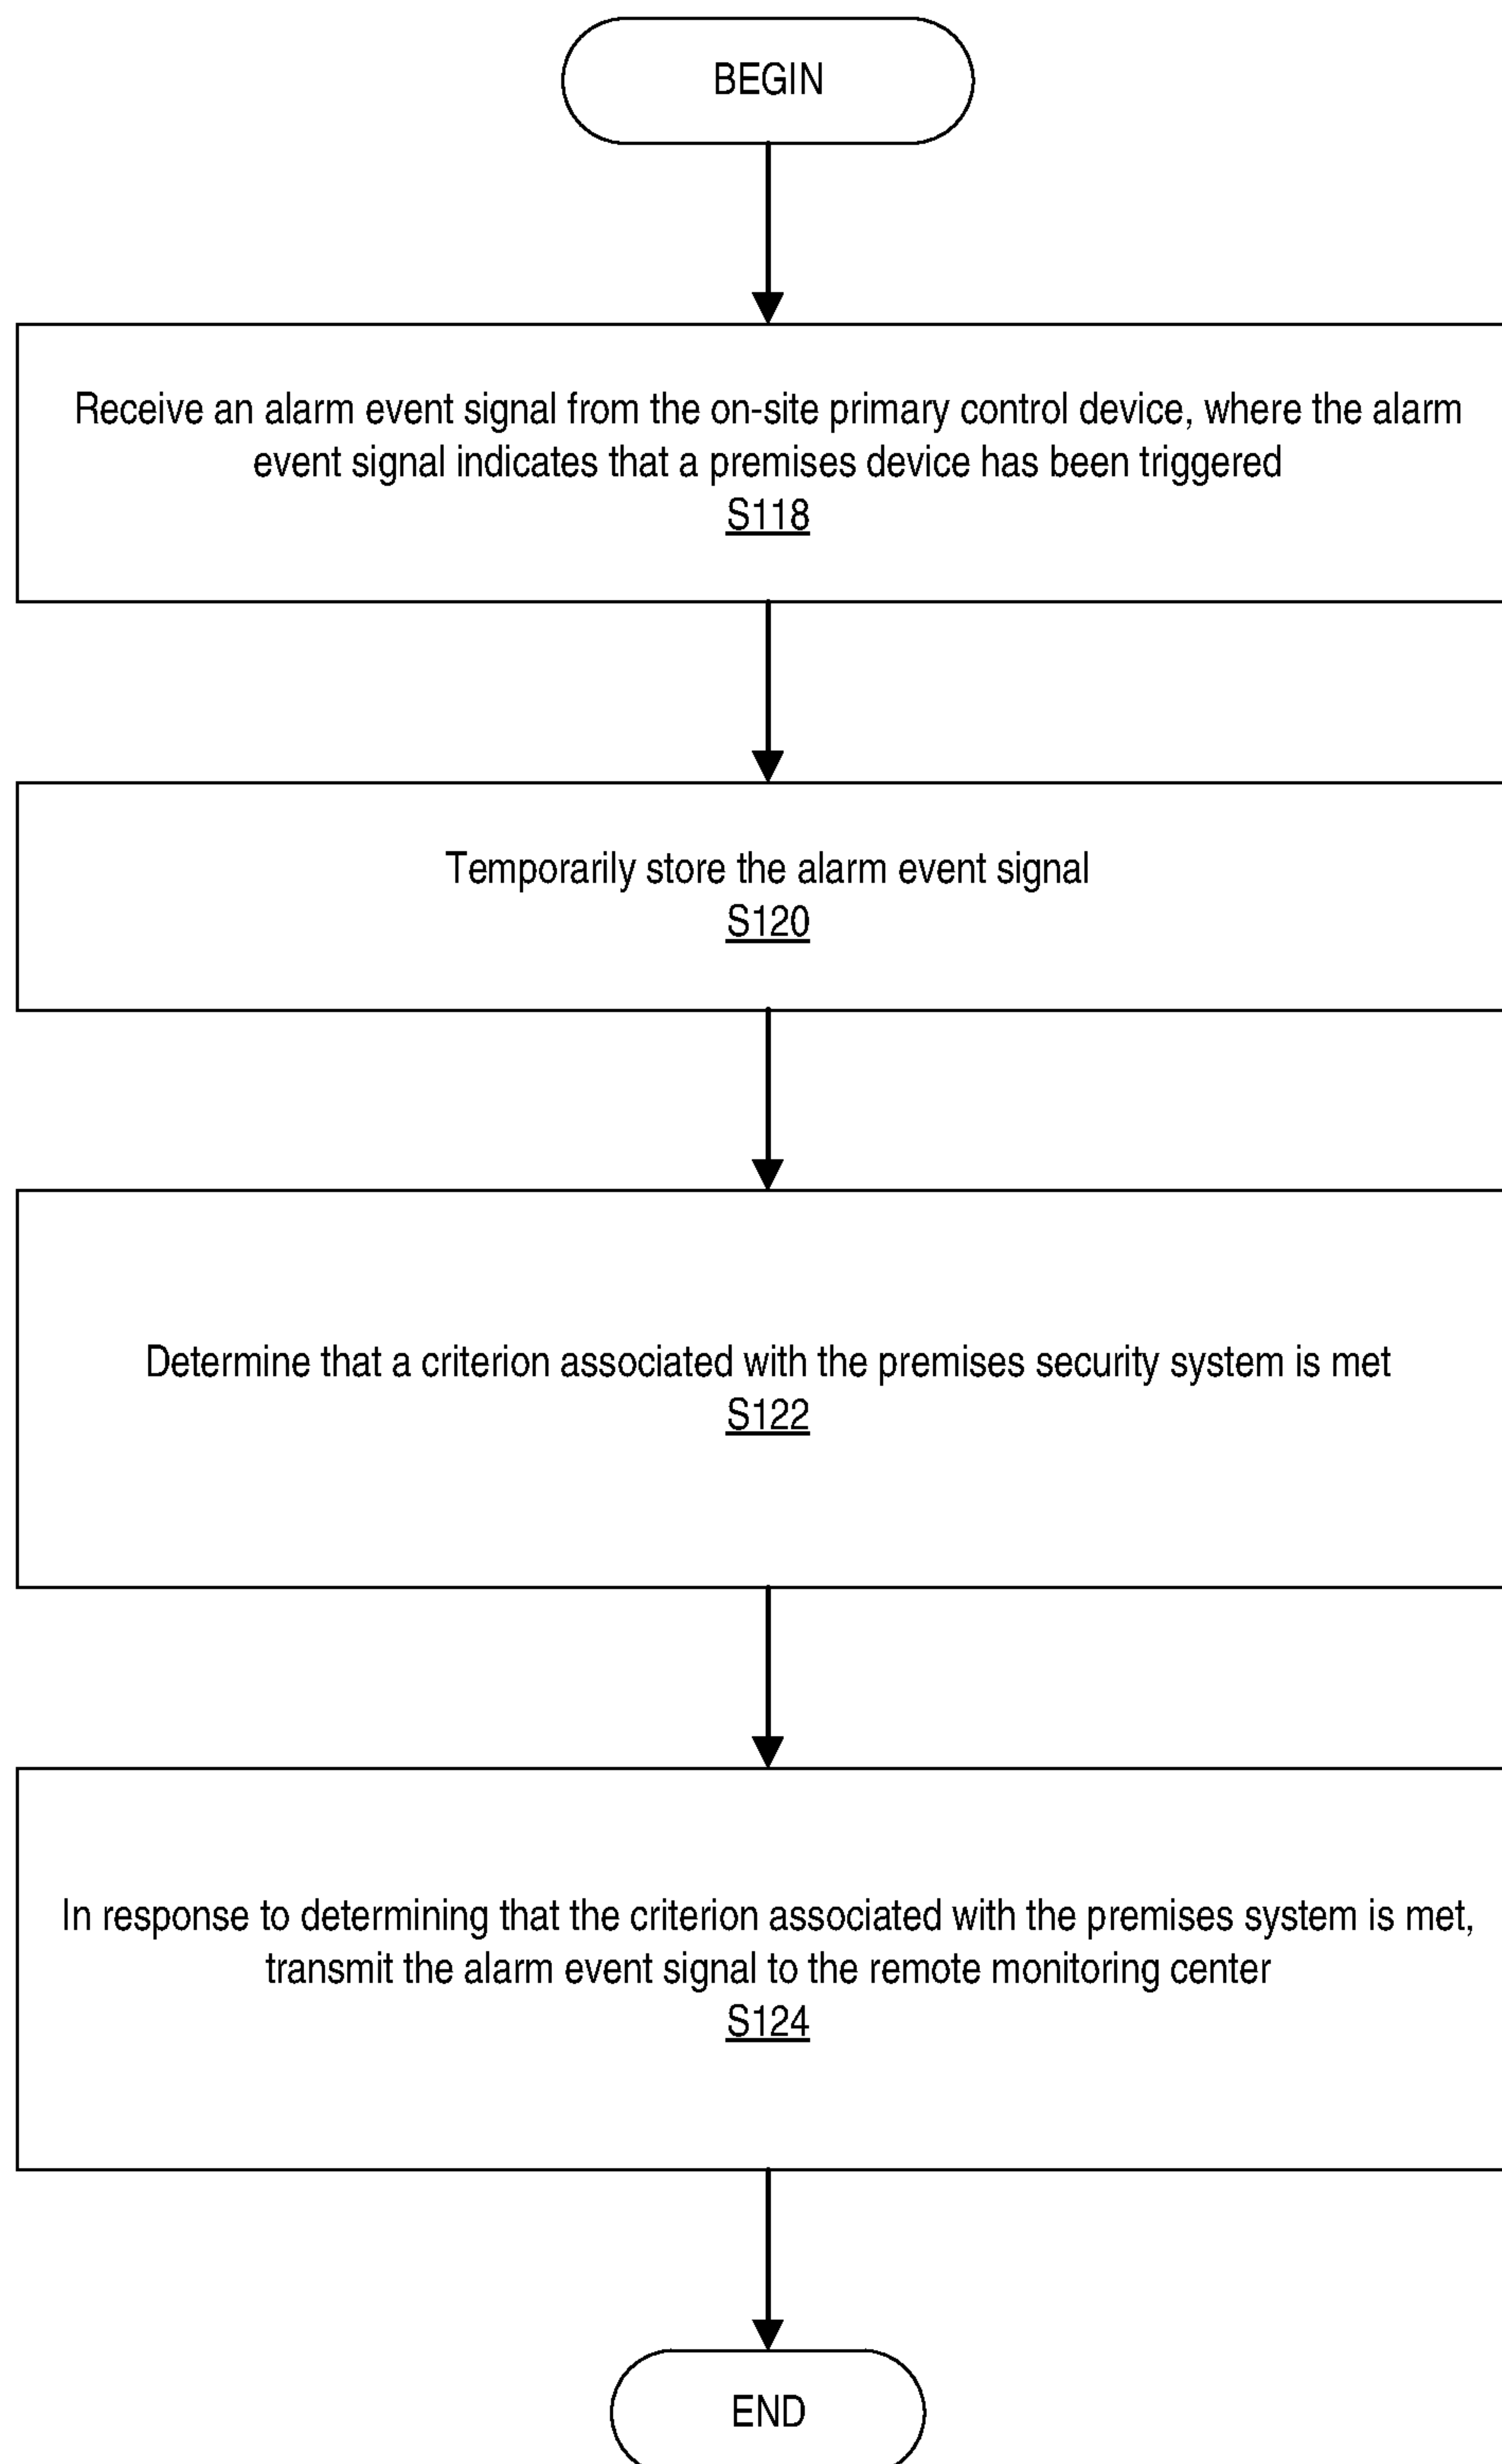 BEGIN
Receive an alarm event signal from the on-site primary control device, where the alarm
event signal indicates that a premises device has been triggered
S118
Temporarily store the alarm event signal
S120
Determine that a criterion associated with the premises security system is met
S122
In response to determining that the criterion associated with the premises system is met,
transmit the alarm event signal to the remote monitoring center
S124
END